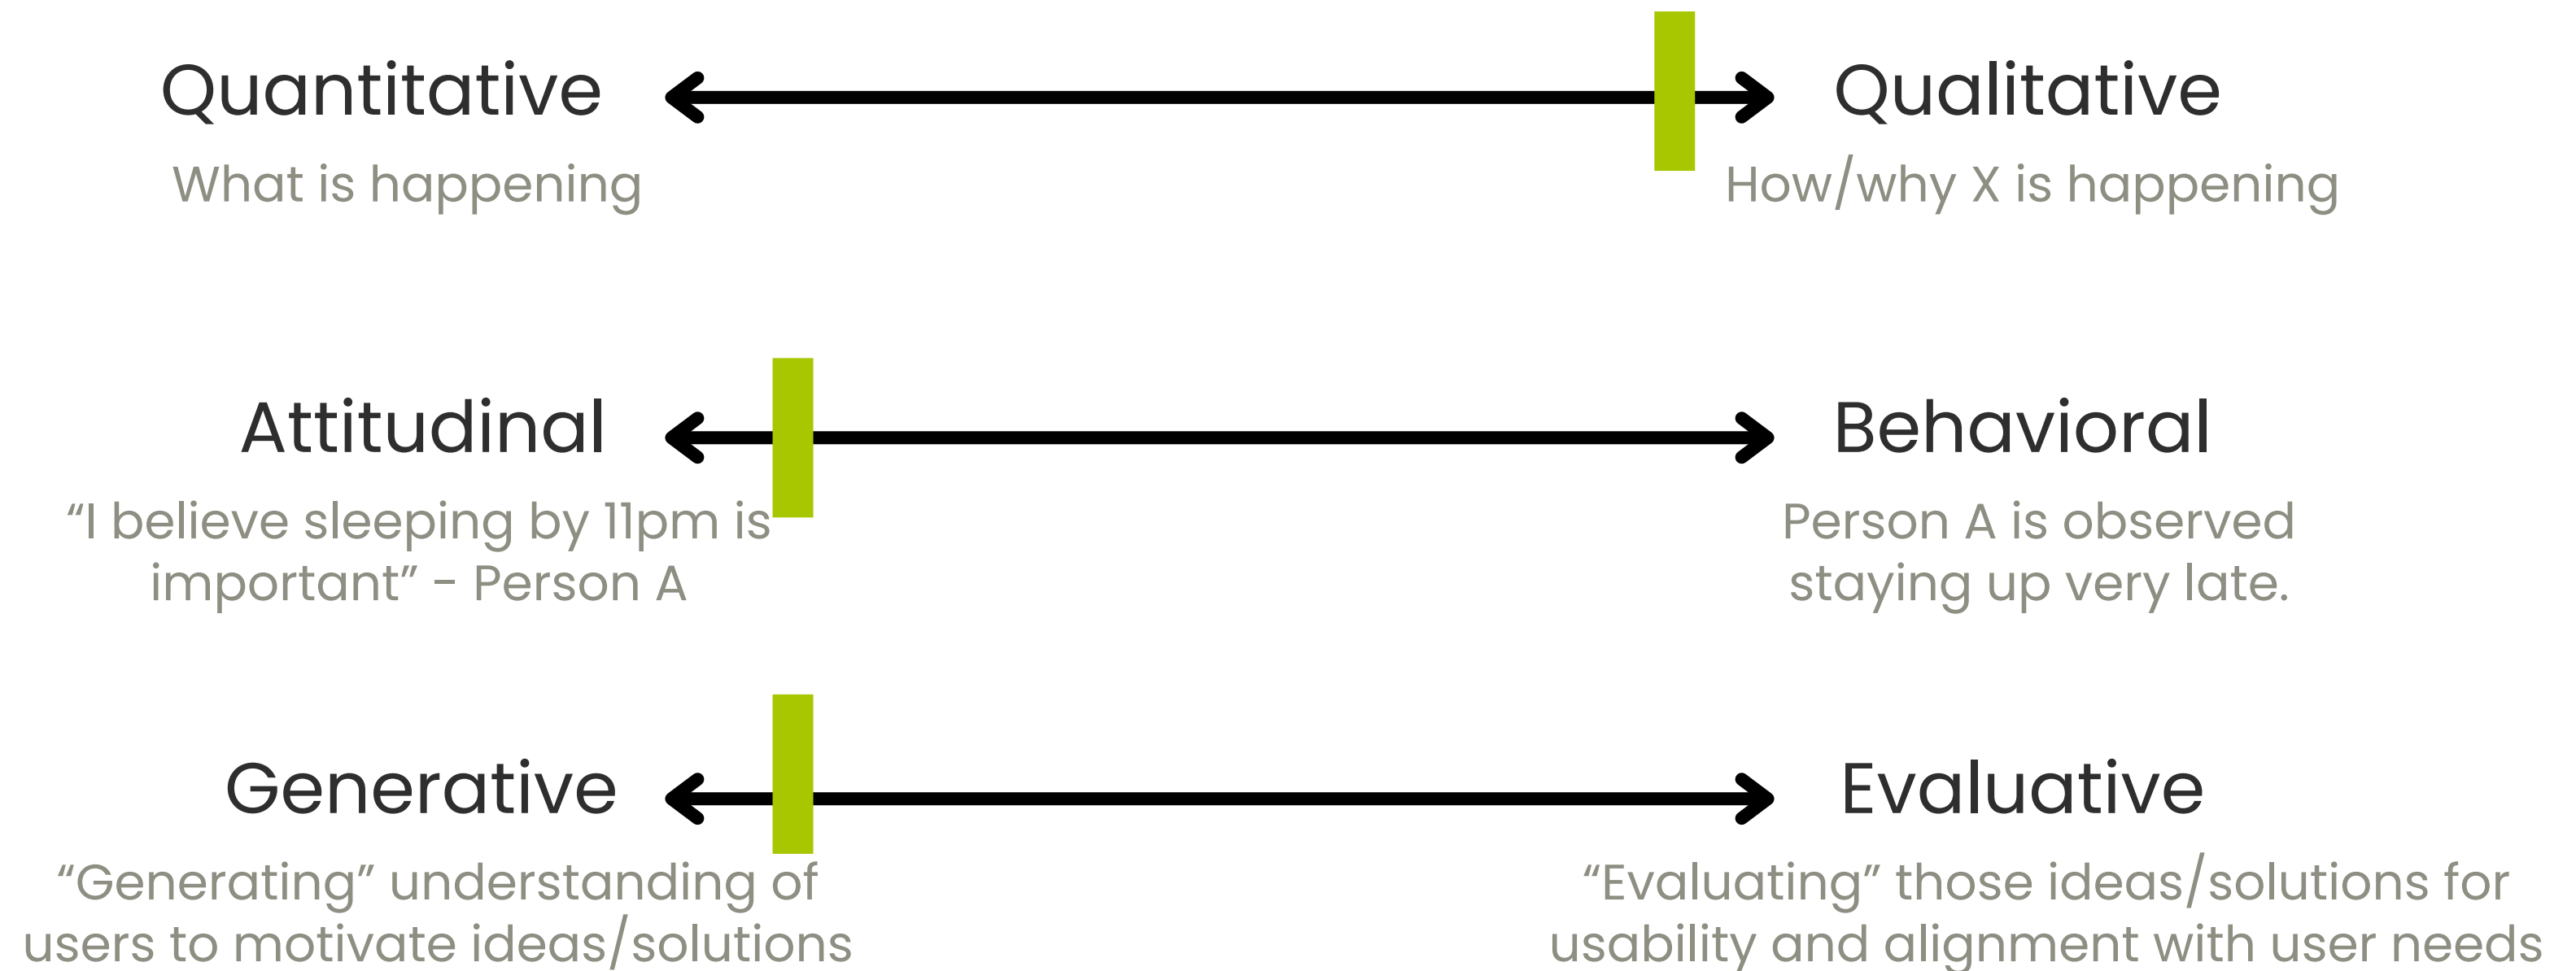 Quantitative
Qualitative
What is happening
How/why X is happening
Attitudinal
Behavioral
“I believe sleeping by 11pm is
important” - Person A
Person A is observed
staying up very late.
Generative
Evaluative
“Generating” understanding of
users to motivate ideas/solutions
“Evaluating” those ideas/solutions for
usability and alignment with user needs